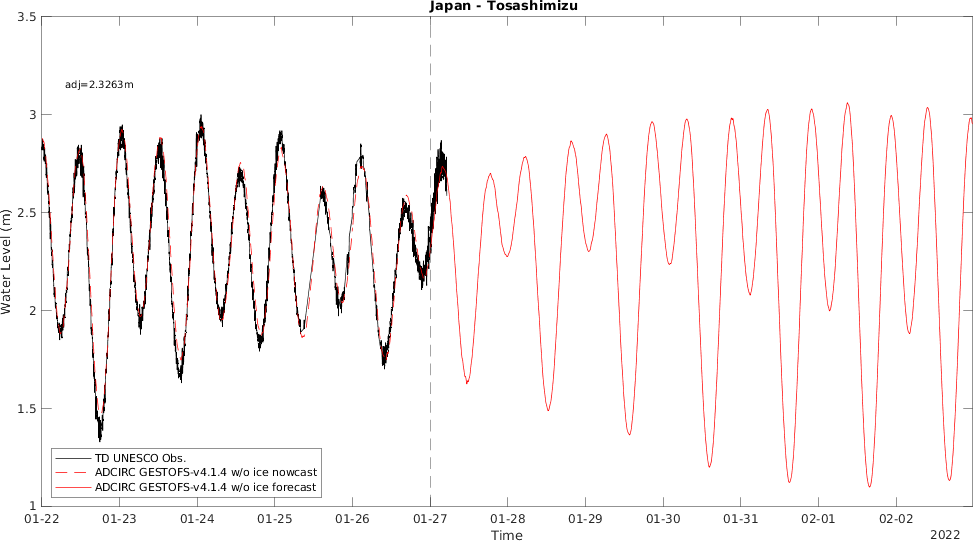 Japan - Tosashimizu
3.5
3
2.5
2
1.5
1
Water Level (m)
adj=2.3263m
TD UNESCO Obs.
ADCIRC GESTOFS-v4.1.4 w/o ice nowcast
ADCIRC GESTOFS-v4.1.4 w/o ice forecast
01-22 01-23 01-24 01-25 01-26 01-27 01-28 01-29 01-30 01-31 02-01 02-02
Time
2022